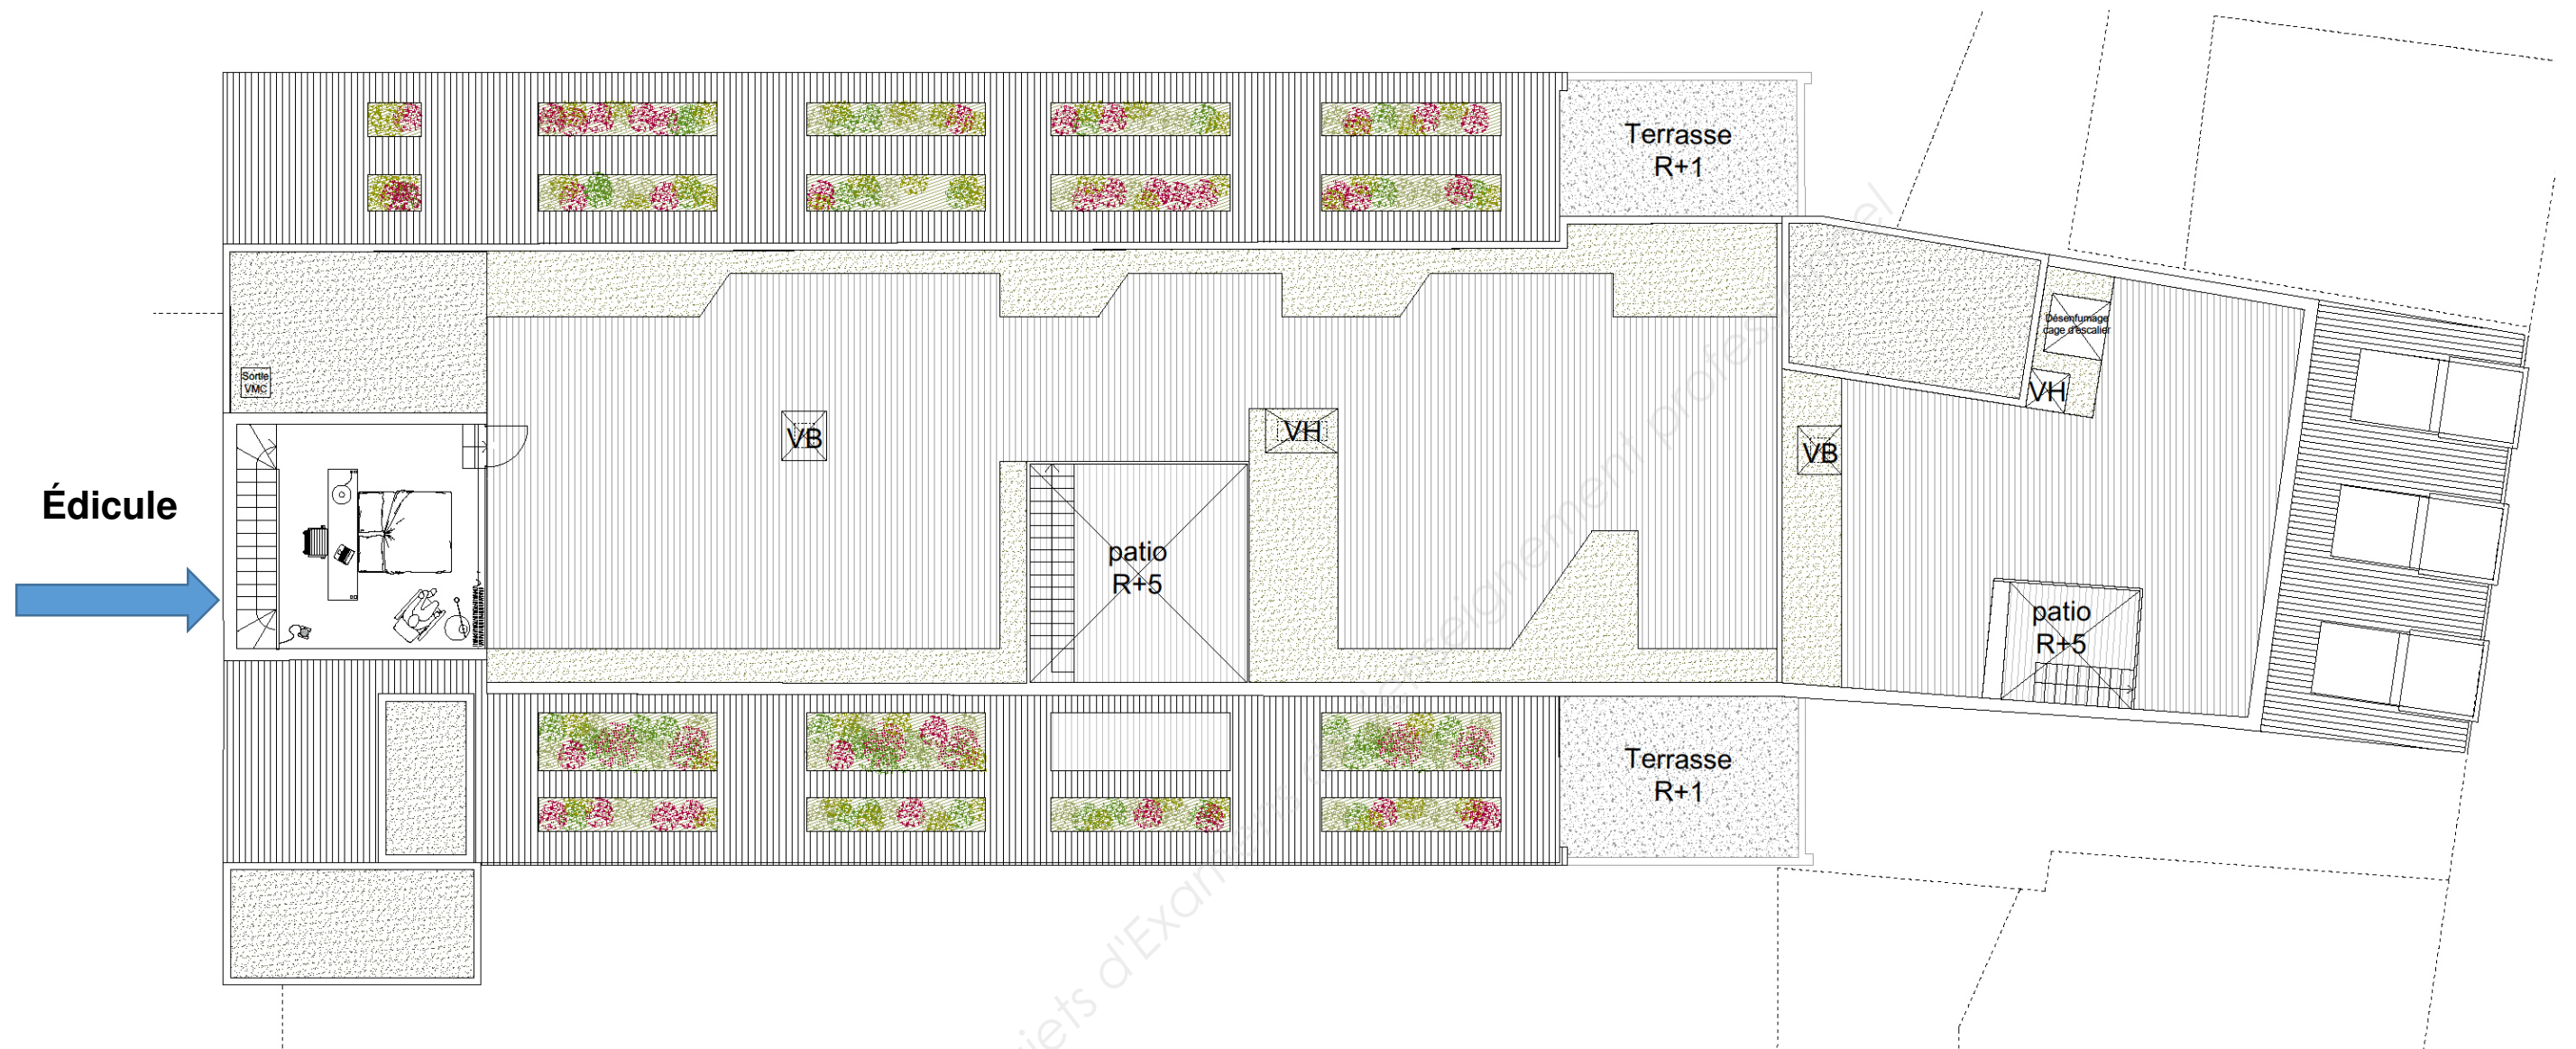 Terrasse
R+1
Désenfumage
cage d'escalier
Sortie
VMC
VH
VB
VH
VB
Édicule
patio
R+5
patio
R+5
Terrasse
R+1